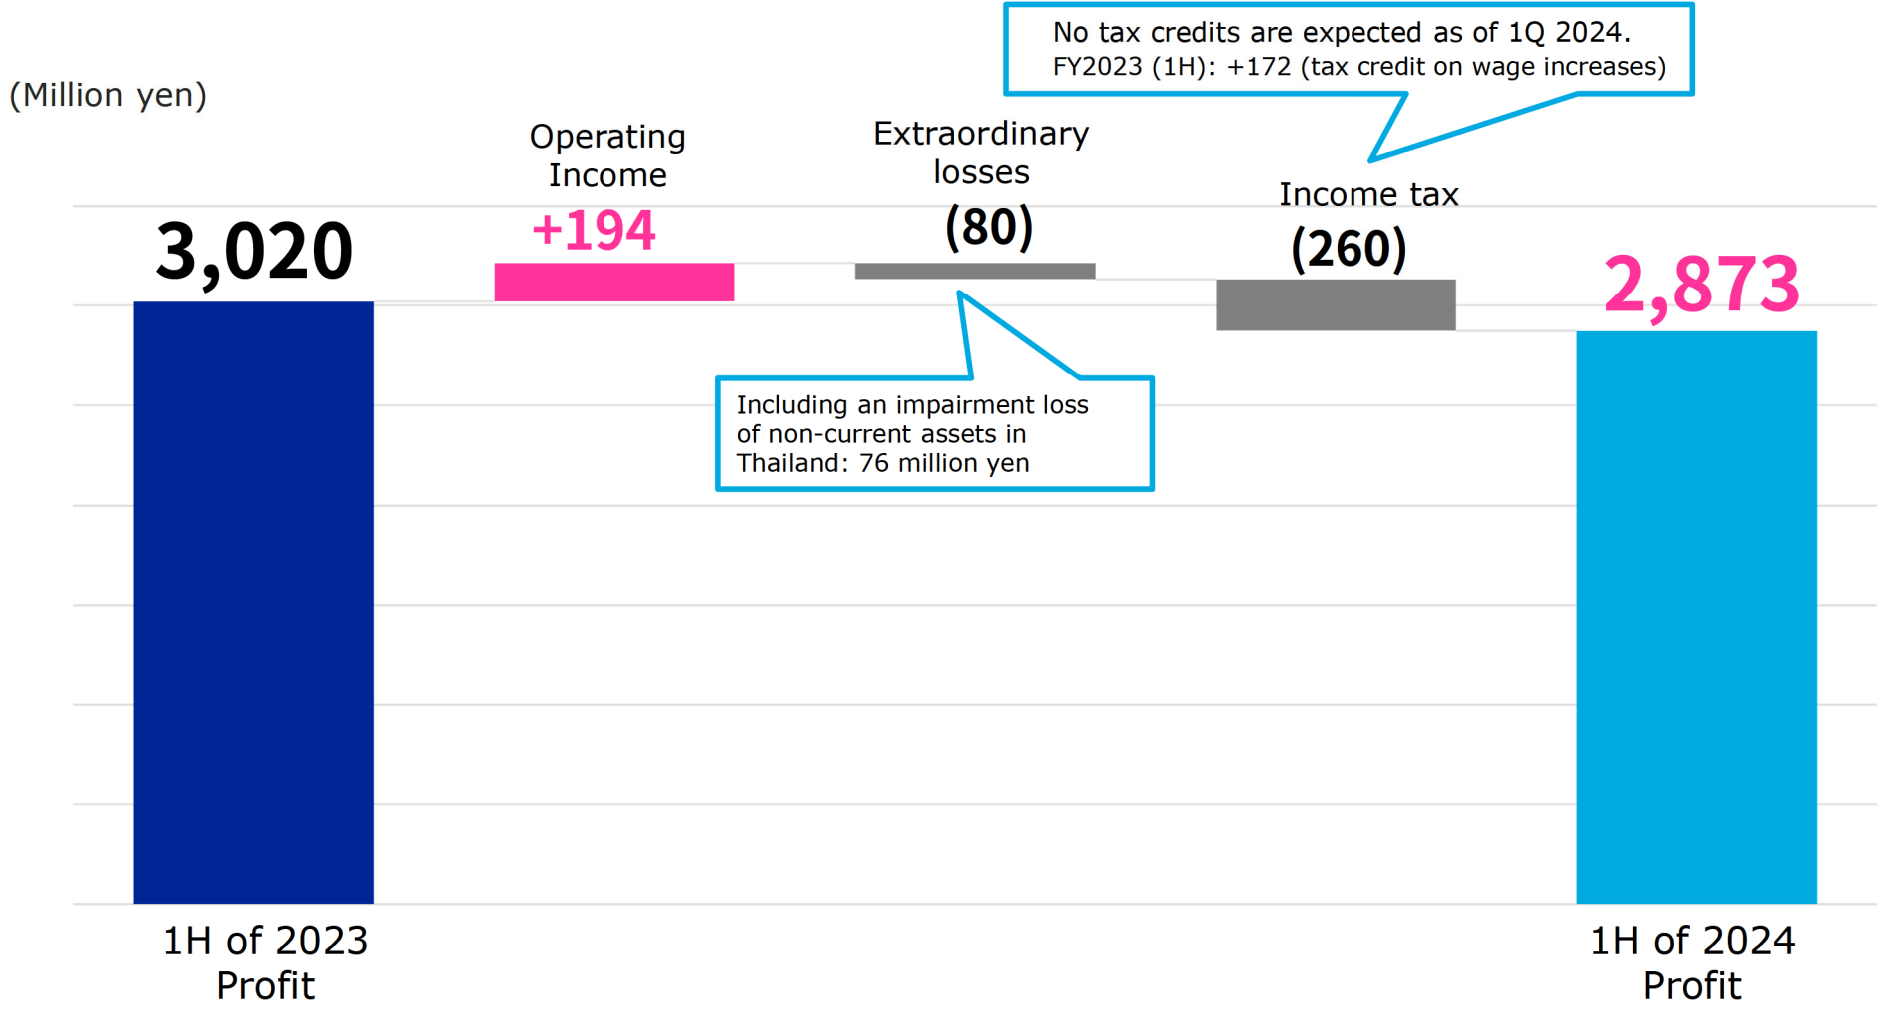 No tax credits are expected as of 1Q 2024.
FY2023 (1H): +172 (tax credit on wage increases)
(Million yen)
Operating
Income
+194
Extraordinary
losses
(80)
Income tax
(260)
3,020
2,873
Including an impairment loss
of non-current assets in
Thailand: 76 million yen
1H of 2023
Profit
1H of 2024
Profit